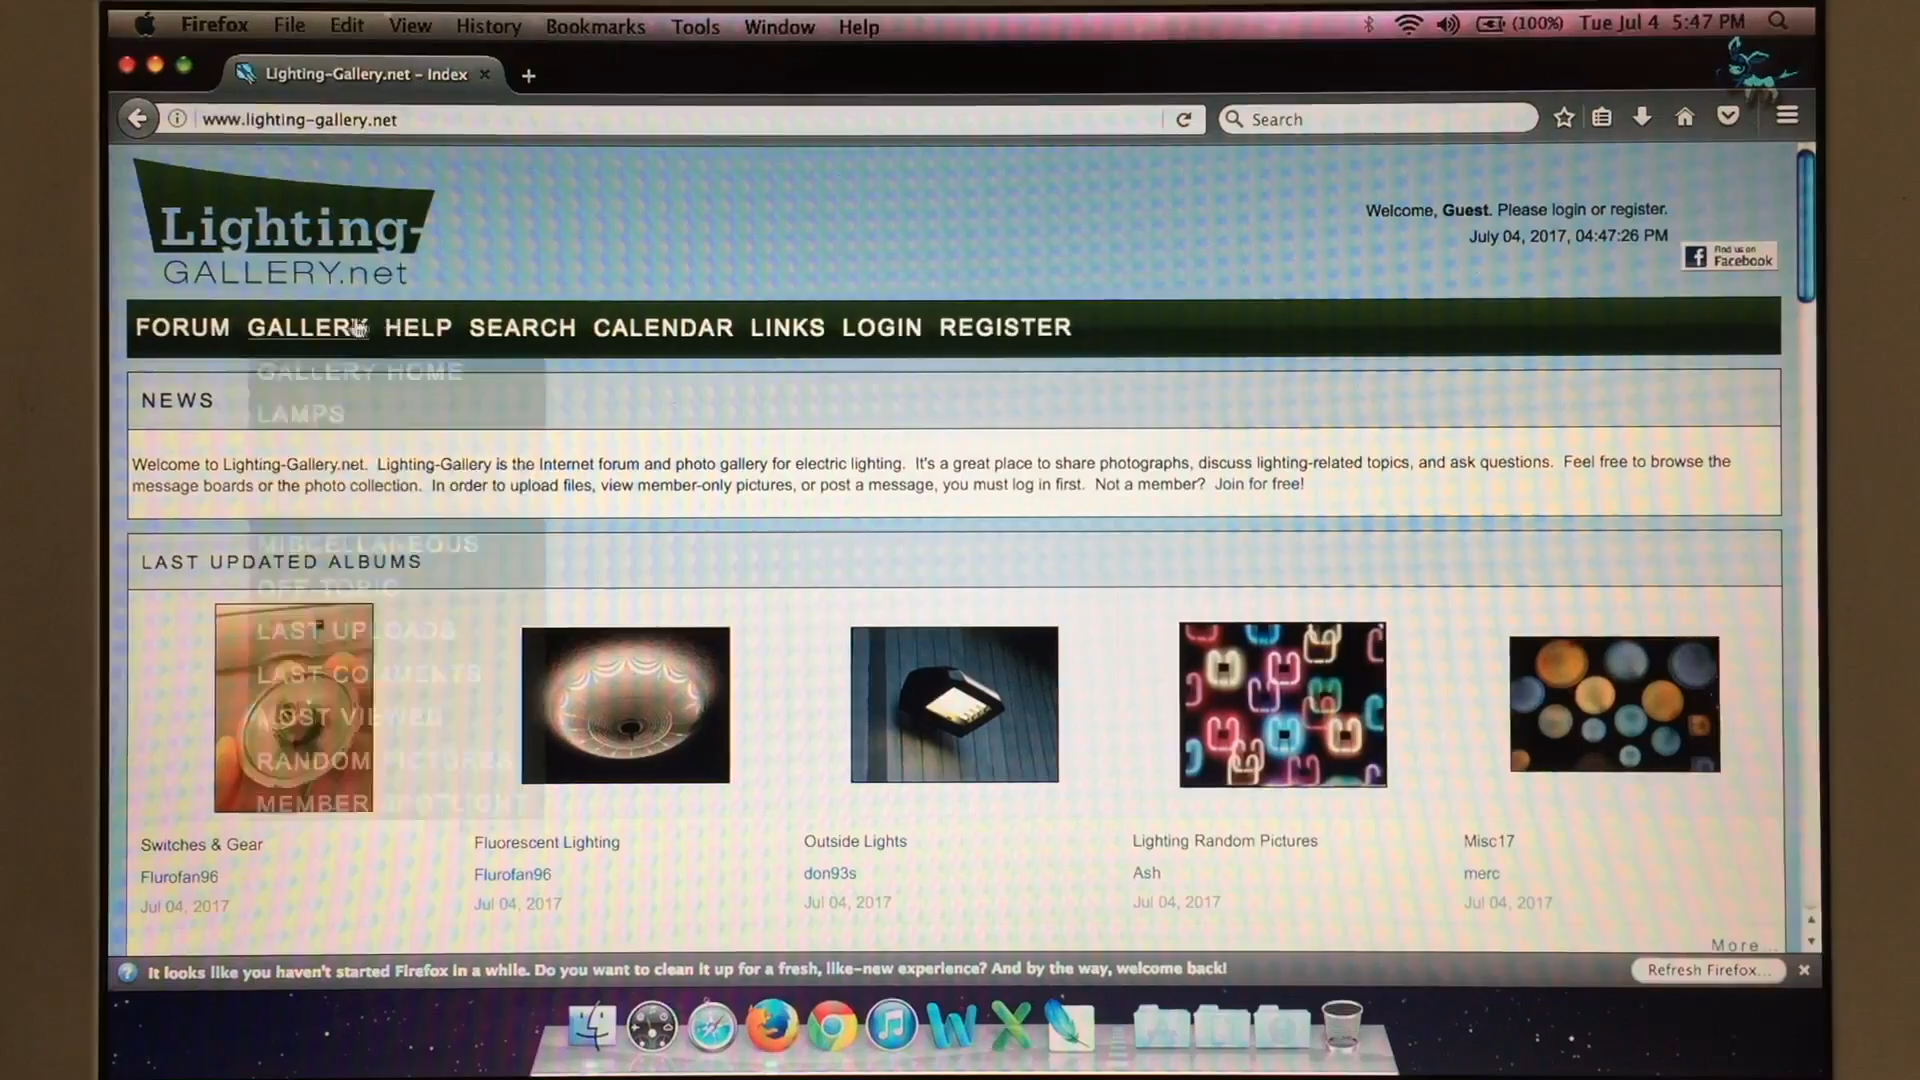 Firefox File Edit View History Bookmarks Tools Window Help (100%) Tue Jul 4 5:47 PM
Lighting-Gallery.net - Index
www.lighting-gallery.net Search
Lighting-
GALLERY.net
Welcome, Guest. Please login or register.
July 04, 2017, 04:47:26 PM
Find us on
Facebook
FORUM GALLERY HELP SEARCH CALENDAR LINKS LOGIN REGISTER
GALLERY HOME
NEWS
LAMPS
Welcome to Lighting-Gallery.net. Lighting-Gallery is the Internet forum and photo gallery for electric lighting. It's a great place to share photographs, discuss lighting-related topics, and ask questions. Feel free to browse the
message boards or the photo collection. In order to upload files, view member-only pictures, or post a message, you must log in first. Not a member? Join for free!
MISCELLANEOUS
LAST UPDATED ALBUMS
OFF TOPIC
LAST UPLOADS
LAST COMMENTS
MOST VIEWED
RANDOM PICTURES
MEMBER SPOTLIGHT
Switches & Gear Fluorescent Lighting Outside Lights Lighting Random Pictures Misc17
Flurofan96 Flurofan96 don93s Ash merc
Jul 04, 2017 Jul 04, 2017 Jul 04, 2017 Jul 04, 2017 Jul 04, 2017
More...
It looks like you haven't started Firefox in a while. Do you want to clean it up for a fresh, like-new experience? And by the way, welcome back! Refresh Firefox...